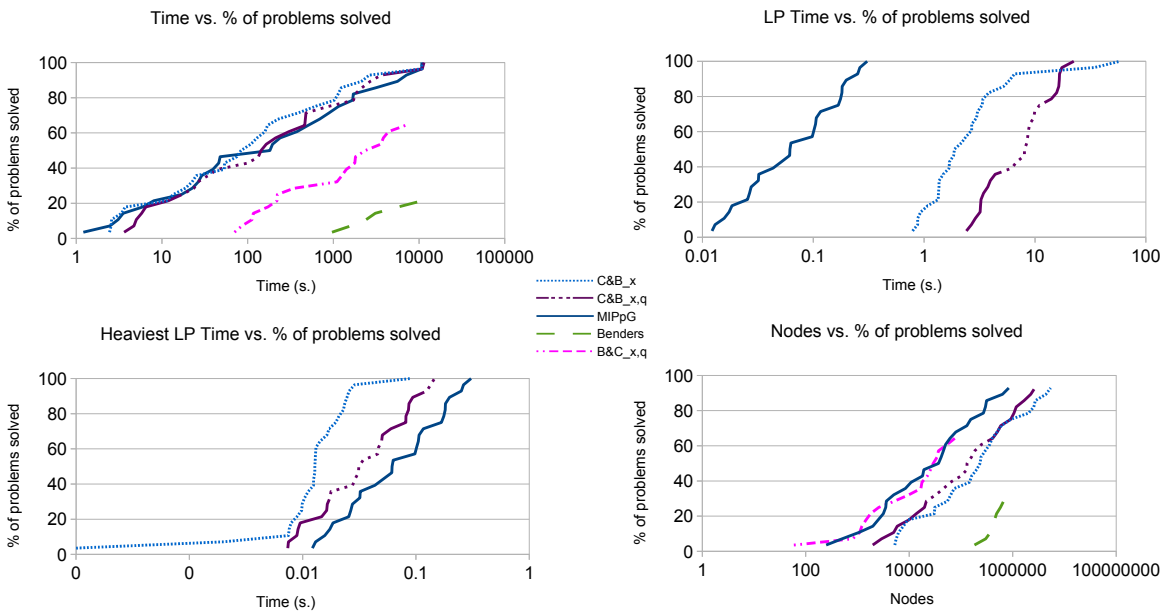 Time vs. % of problems solved
% of problems solved
100
80
60
40
20
0
1
10
100
1000
10000
100000
Time (s.)
LP Time vs. % of problems solved
% of problems solved
100
80
60
40
20
0
0.01
0.1
1
10
100
Time (s.)
C&B_x
C&B_x,q
MIPpG
Benders
B&C_x,q
Heaviest LP Time vs. % of problems solved
% of problems solved
100
80
60
40
20
0
0
0
0.01
0.1
1
Time (s.)
Nodes vs. % of problems solved
% of problems solved
100
80
60
40
20
0
1
100
10000
1000000
100000000
Nodes